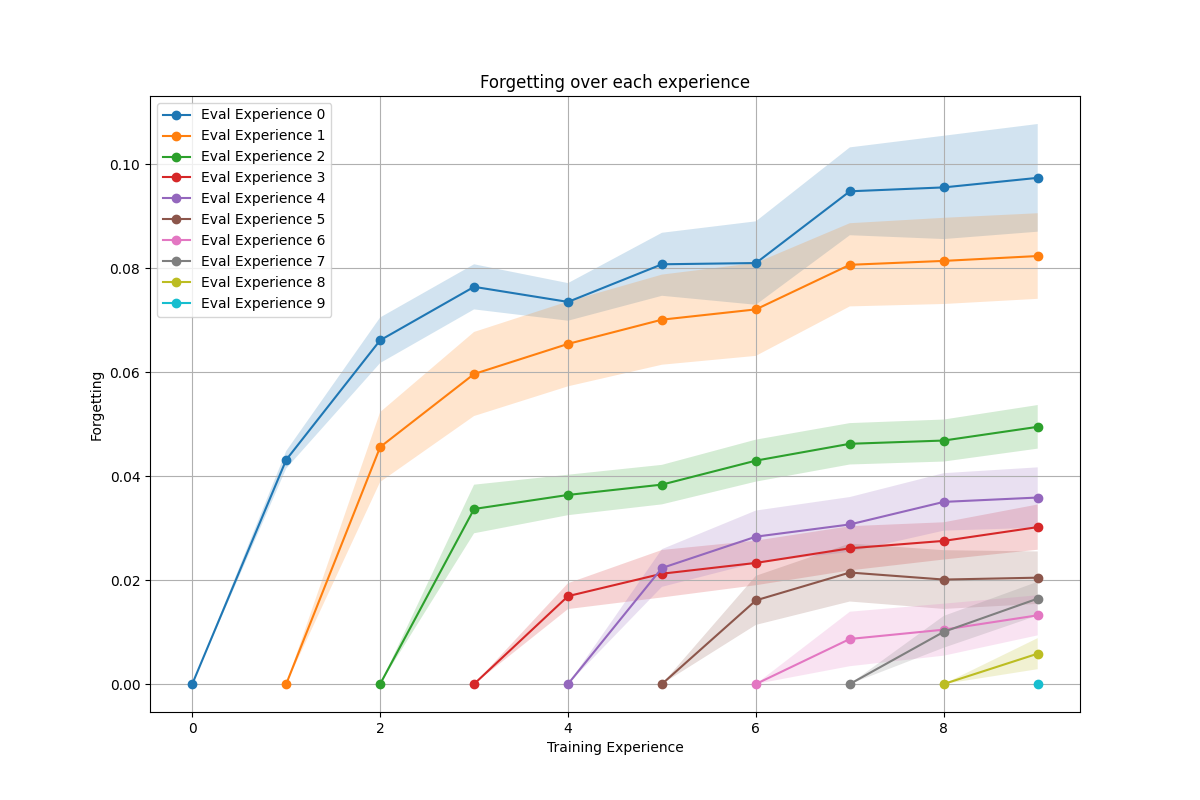 Forgetting over each experience
Eval Experience 0
Eval Experience 1
Eval Experience 2
Eval Experience 3
Eval Experience 4
Eval Experience 5
Eval Experience 6
Eval Experience 7
Eval Experience 8
Eval Experience 9
0.10
0.08
0.06
0.04
0.02
0.00
Forgetting
0 2 4 6 8
Training Experience